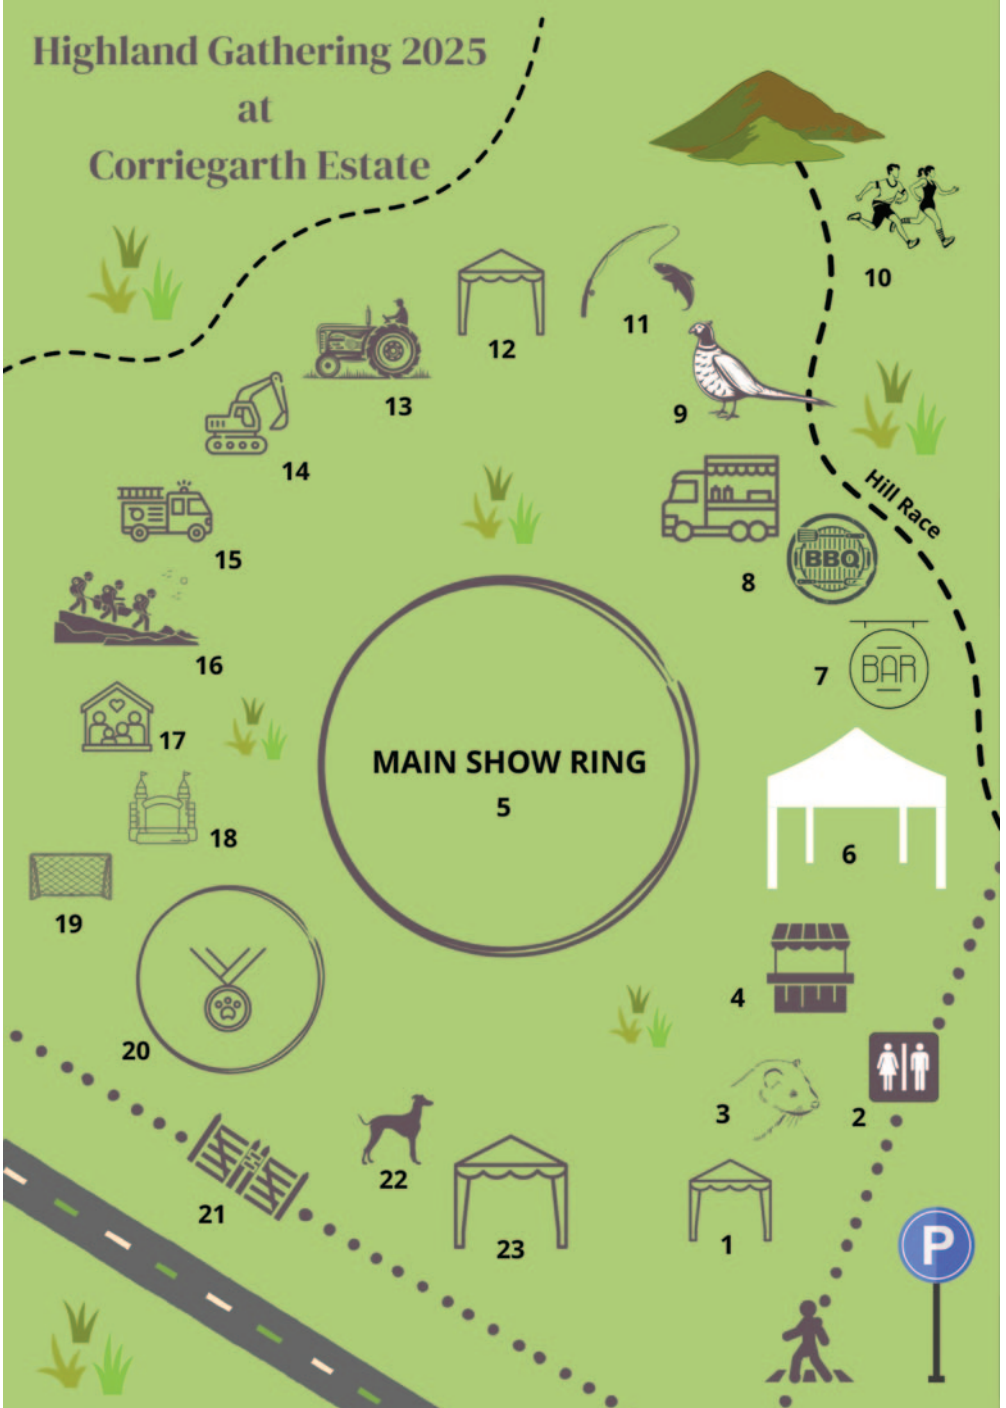 Highland Gathering 2025
at
Corriegarth Estate
10
12
11
13
9
14
Hill Race
15
8
BBQ
16
7
BAR
17
MAIN SHOW RING
5
18
6
19
4
20
3
2
22
21
23
1
P